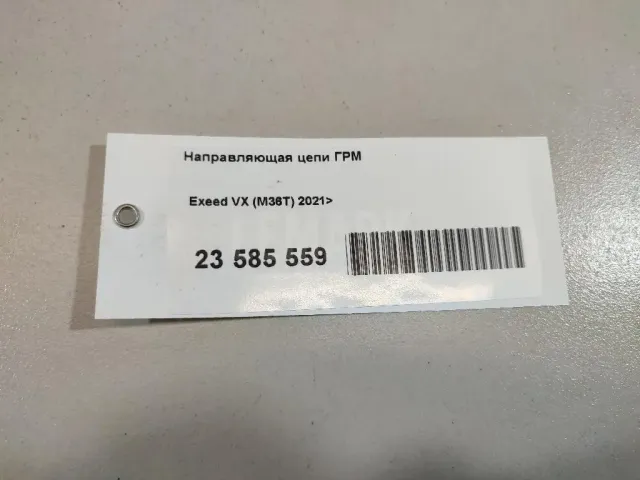 Направляющая цепи ГРМ
Exeed VX (M36T) 2021>
23 585 559